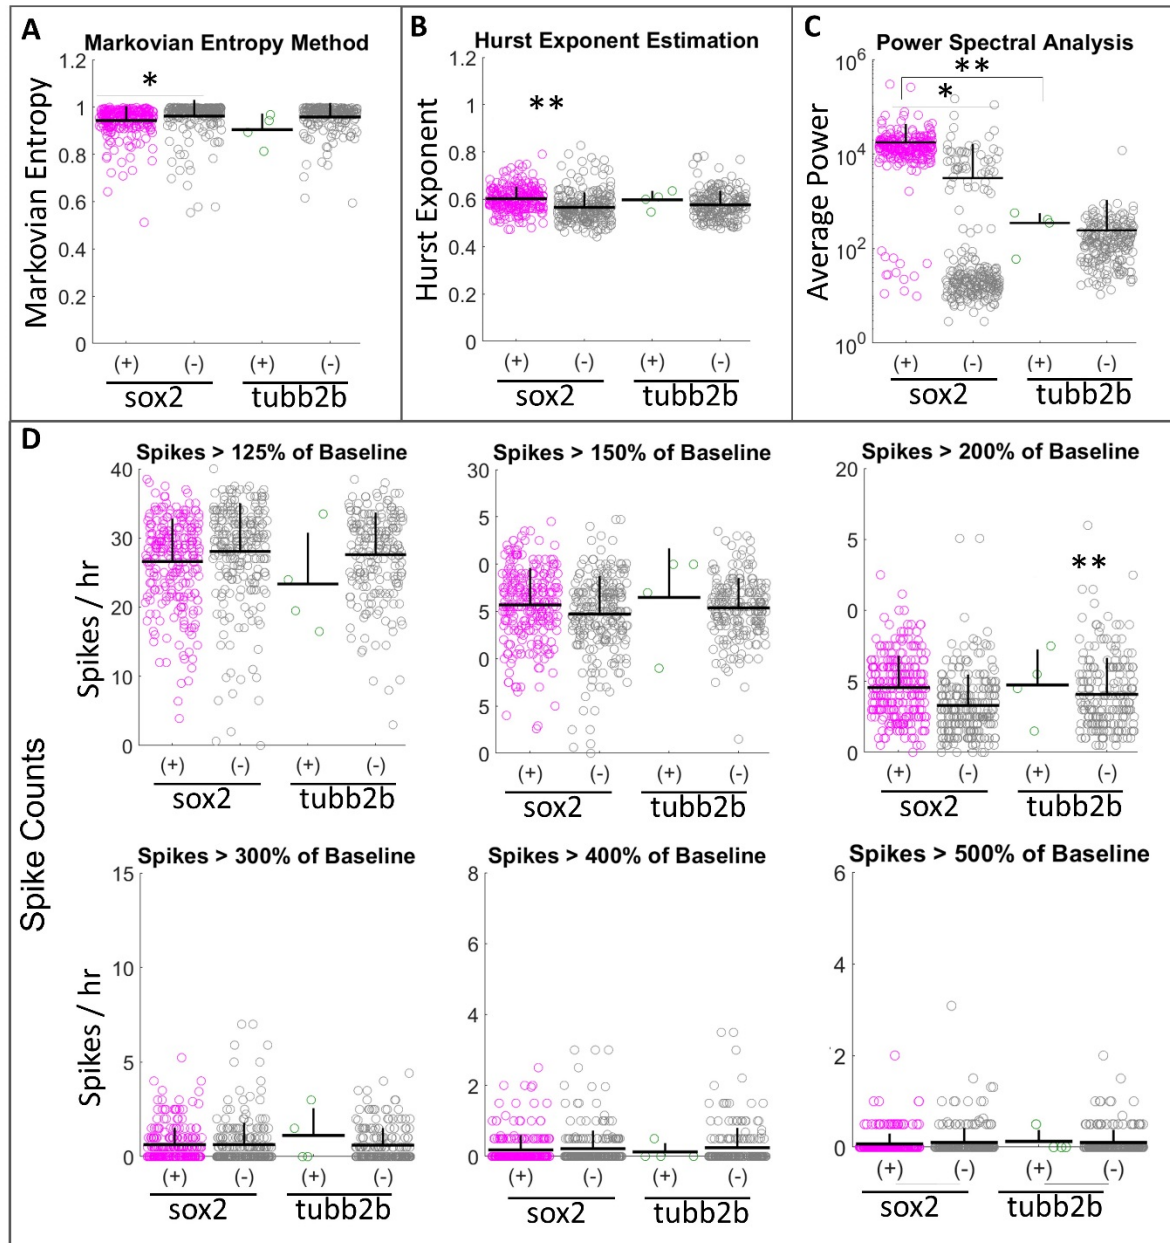 A
Markovian Entropy Method
Markovian Entropy
1.2
1
0.8
0.6
0.4
0.2
0
*
(+) (-) (+) (-)
sox2 tubb2b
B
Hurst Exponent Estimation
Hurst Exponent
1.2
1
0.8
0.6
0.4
0.2
0
**
(+) (-) (+) (-)
sox2 tubb2b
C
Power Spectral Analysis
Average Power
10^6
10^4
10^2
10^0
**
*
(+) (-) (+) (-)
sox2 tubb2b
D
Spike Counts
Spikes > 125% of Baseline
Spikes / hr
40
30
20
10
0
(+) (-) (+) (-)
sox2 tubb2b
Spikes > 150% of Baseline
30
5
0
5
0
5
0
(+) (-) (+) (-)
sox2 tubb2b
Spikes > 200% of Baseline
20
5
0
5
0
**
(+) (-) (+) (-)
sox2 tubb2b
Spikes > 300% of Baseline
Spikes / hr
15
10
5
0
(+) (-) (+) (-)
sox2 tubb2b
Spikes > 400% of Baseline
8
6
4
2
0
(+) (-) (+) (-)
sox2 tubb2b
Spikes > 500% of Baseline
6
4
2
0
(+) (-) (+) (-)
sox2 tubb2b